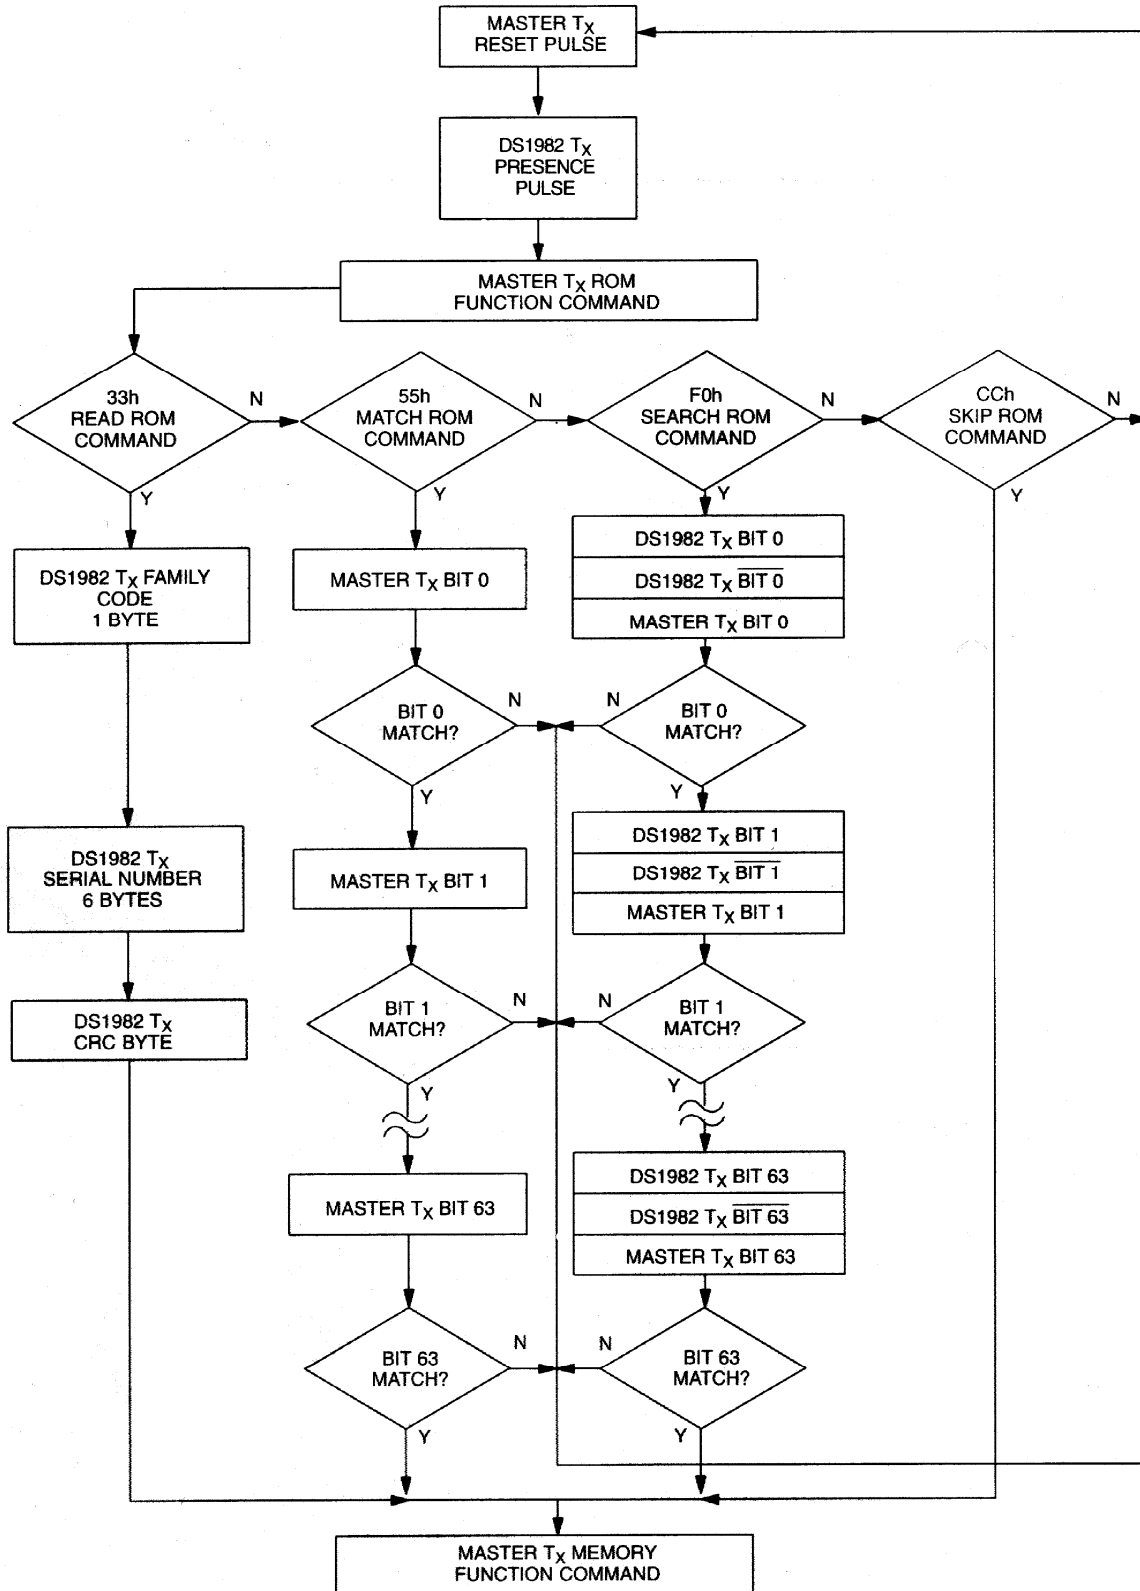 MASTER TX
RESET PULSE
DS1982 TX
PRESENCE
PULSE
MASTER TX ROM
FUNCTION COMMAND
33h
READ ROM
COMMAND
N
Y
55h
MATCH ROM
COMMAND
N
Y
F0h
SEARCH ROM
COMMAND
N
Y
CCh
SKIP ROM
COMMAND
N
Y
DS1982 TX FAMILY
CODE
1 BYTE
DS1982 TX
SERIAL NUMBER
6 BYTES
DS1982 TX
CRC BYTE
MASTER TX BIT 0
BIT 0
MATCH?
N
Y
MASTER TX BIT 1
BIT 1
MATCH?
N
Y
MASTER TX BIT 63
BIT 63
MATCH?
N
Y
DS1982 TX BIT 0
DS1982 TX B̅I̅T̅ ̅0̅
MASTER TX BIT 0
N
BIT 0
MATCH?
Y
DS1982 TX BIT 1
DS1982 TX B̅I̅T̅ ̅1̅
MASTER TX BIT 1
N
BIT 1
MATCH?
Y
DS1982 TX BIT 63
DS1982 TX B̅I̅T̅ ̅6̅3̅
MASTER TX BIT 63
N
BIT 63
MATCH?
Y
MASTER TX MEMORY
FUNCTION COMMAND